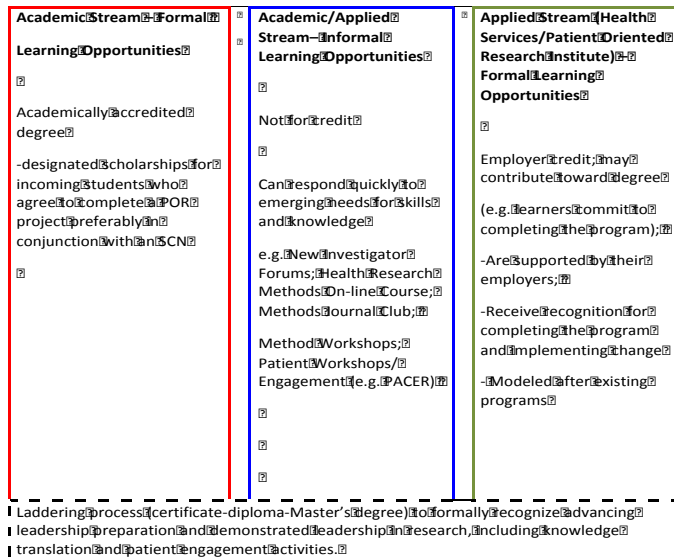 Academic Stream – Formal
Learning Opportunities
Academically accredited
degree
-designated scholarships for
incoming students who
agree to complete a POR
project preferably in
conjunction with an SCN
Academic/Applied
Stream – Informal
Learning Opportunities
Not for credit
Can respond quickly to
emerging needs for skills
and knowledge
e.g. New Investigator
Forums; Health Research
Methods On-line Course;
Methods Journal Club;
Method Workshops;
Patient Workshops/
Engagement (e.g. PACER)
Applied Stream (Health
Services/Patient Oriented
Research Institute) –
Formal Learning
Opportunities
Employer credit; may
contribute toward degree
(e.g. learners commit to
completing the program);
-Are supported by their
employers;
-Receive recognition for
completing the program
and implementing change
- Modeled after existing
programs
Laddering process (certificate-diploma-Master's degree) to formally recognize advancing
leadership preparation and demonstrated leadership in research, including knowledge
translation and patient engagement activities.